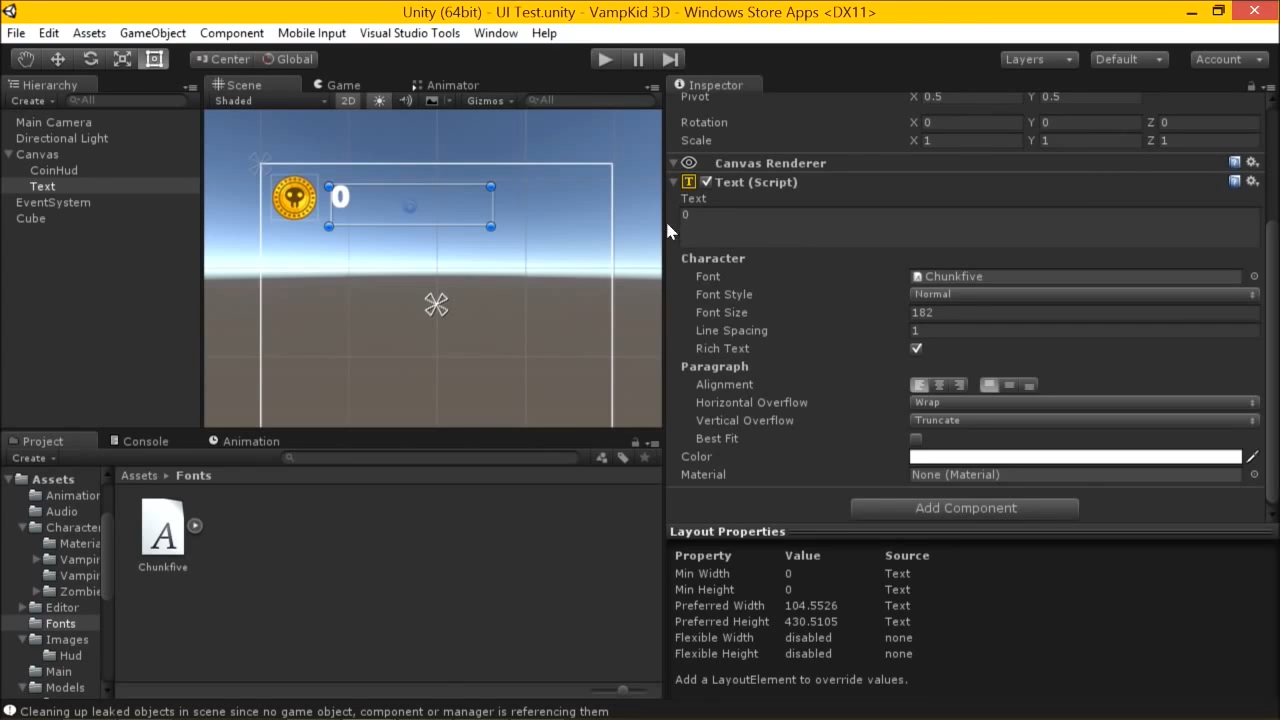 Unity (64bit) - UI Test.unity - VampKid 3D - Windows Store Apps <DX11>
File Edit Assets GameObject Component Mobile Input Visual Studio Tools Window Help
Center Global Layers Default Account
Hierarchy
Create All
Main Camera
Directional Light
Canvas
CoinHud
Text
EventSystem
Cube
Scene Game Animator
Shaded 2D Gizmos All
0
Inspector
Pivot X 0.5 Y 0.5
Rotation X 0 Y 0 Z 0
Scale X 1 Y 1 Z 1
Canvas Renderer
T Text (Script)
Text
0
Character
Font Chunkfive
Font Style Normal
Font Size 182
Line Spacing 1
Rich Text
Paragraph
Alignment
Horizontal Overflow Wrap
Vertical Overflow Truncate
Best Fit
Color
Material None (Material)
Add Component
Layout Properties
Property Value Source
Min Width 0 Text
Min Height 0 Text
Preferred Width 104.5526 Text
Preferred Height 430.5105 Text
Flexible Width disabled none
Flexible Height disabled none
Add a LayoutElement to override values.
Project Console Animation
Create
Assets
Animation
Audio
Character
Materia
Vampir
Vampir
Zombie
Editor
Fonts
Images
Hud
Main
Models
Assets Fonts
A
Chunkfive
Cleaning up leaked objects in scene since no game object, component or manager is referencing them